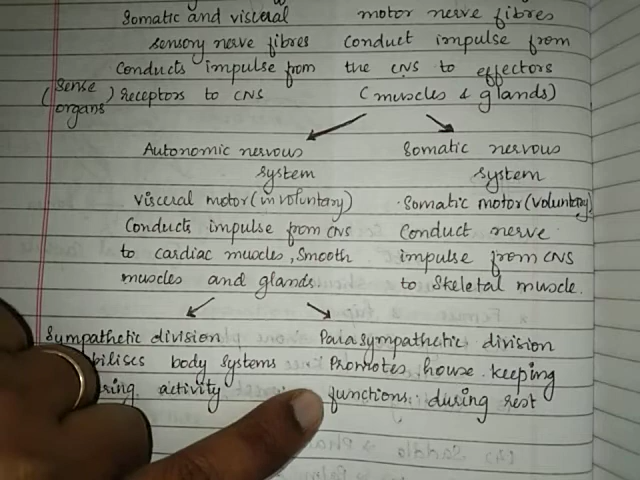 Somatic and visceral
sensory nerve fibres
Conducts impulse from
(sense organs) receptors to CNS
motor nerve fibres
Conduct impulse from
the CNS to effectors
(muscles & glands)
Autonomic nervous
system
visceral motor (involuntary)
Conducts impulse from CNS
to cardiac muscles, Smooth
muscles and glands
Somatic nervous
system
Somatic motor (voluntary)
Conduct nerve
impulse from CNS
to Skeletal muscle.
Sympathetic division
body systems
activity
Parasympathetic division
Promotes house keeping
functions during rest